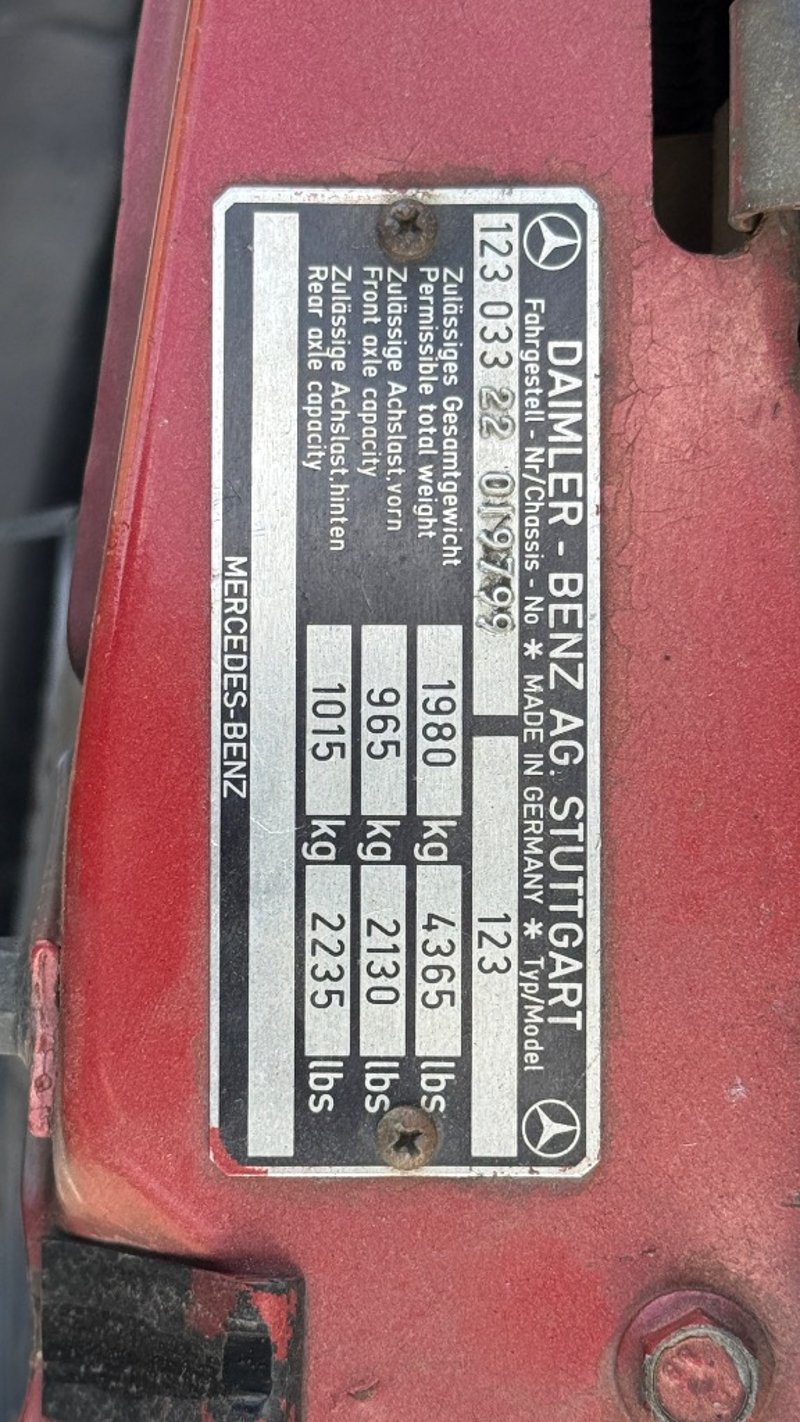 DAIMLER - BENZ AG. STUTTGART
Fahrgestell - Nr/Chassis - No * MADE IN GERMANY * Typ/Model
123 033 22 019799 123
Zulässiges Gesamtgewicht
Permissible total weight 1980 kg 4365 lbs
Zulässige Achslast,vorn
Front axle capacity 965 kg 2130 lbs
Zulässige Achslast,hinten
Rear axle capacity 1015 kg 2235 lbs
MERCEDES-BENZ